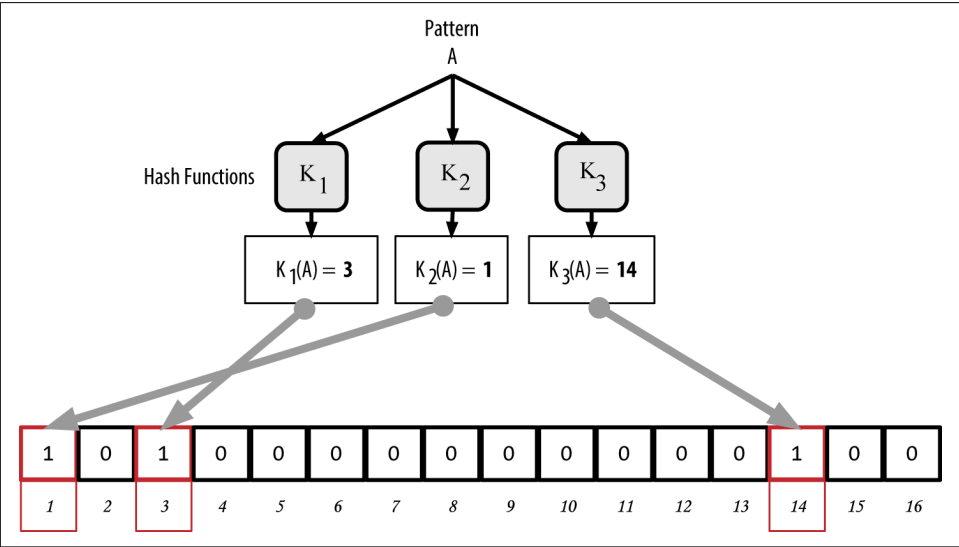 Pattern
A
Hash Functions
K1
K2
K3
K1(A) = 3
K2(A) = 1
K3(A) = 14
1 0 1 0 0 0 0 0 0 0 0 0 0 1 0 0
1 2 3 4 5 6 7 8 9 10 11 12 13 14 15 16